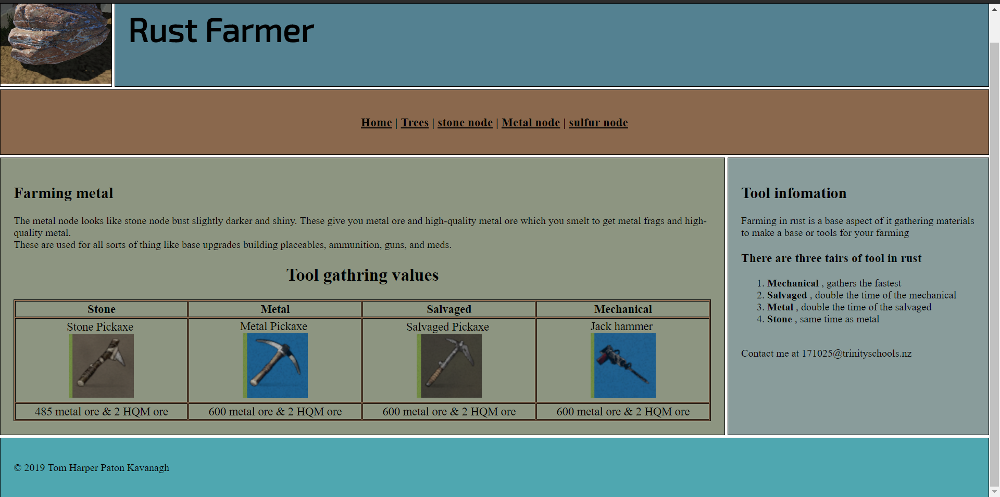 Rust Farmer
Home | Trees | stone node | Metal node | sulfur node
Farming metal
The metal node looks like stone node bust slightly darker and shiny. These give you metal ore and high-quality metal ore which you smelt to get metal frags and high-
quality metal.
These are used for all sorts of thing like base upgrades building placeables, ammunition, guns, and meds.
Tool gathring values
Stone Metal Salvaged Mechanical
Stone Pickaxe Metal Pickaxe Salvaged Pickaxe Jack hammer
485 metal ore & 2 HQM ore 600 metal ore & 2 HQM ore 600 metal ore & 2 HQM ore 600 metal ore & 2 HQM ore
Tool infomation
Farming in rust is a base aspect of it gathering materials
to make a base or tools for your farming
There are three tairs of tool in rust
1. Mechanical , gathers the fastest
2. Salvaged , double the time of the mechanical
3. Metal , double the time of the salvaged
4. Stone , same time as metal
Contact me at 171025@trinityschools.nz
© 2019 Tom Harper Paton Kavanagh